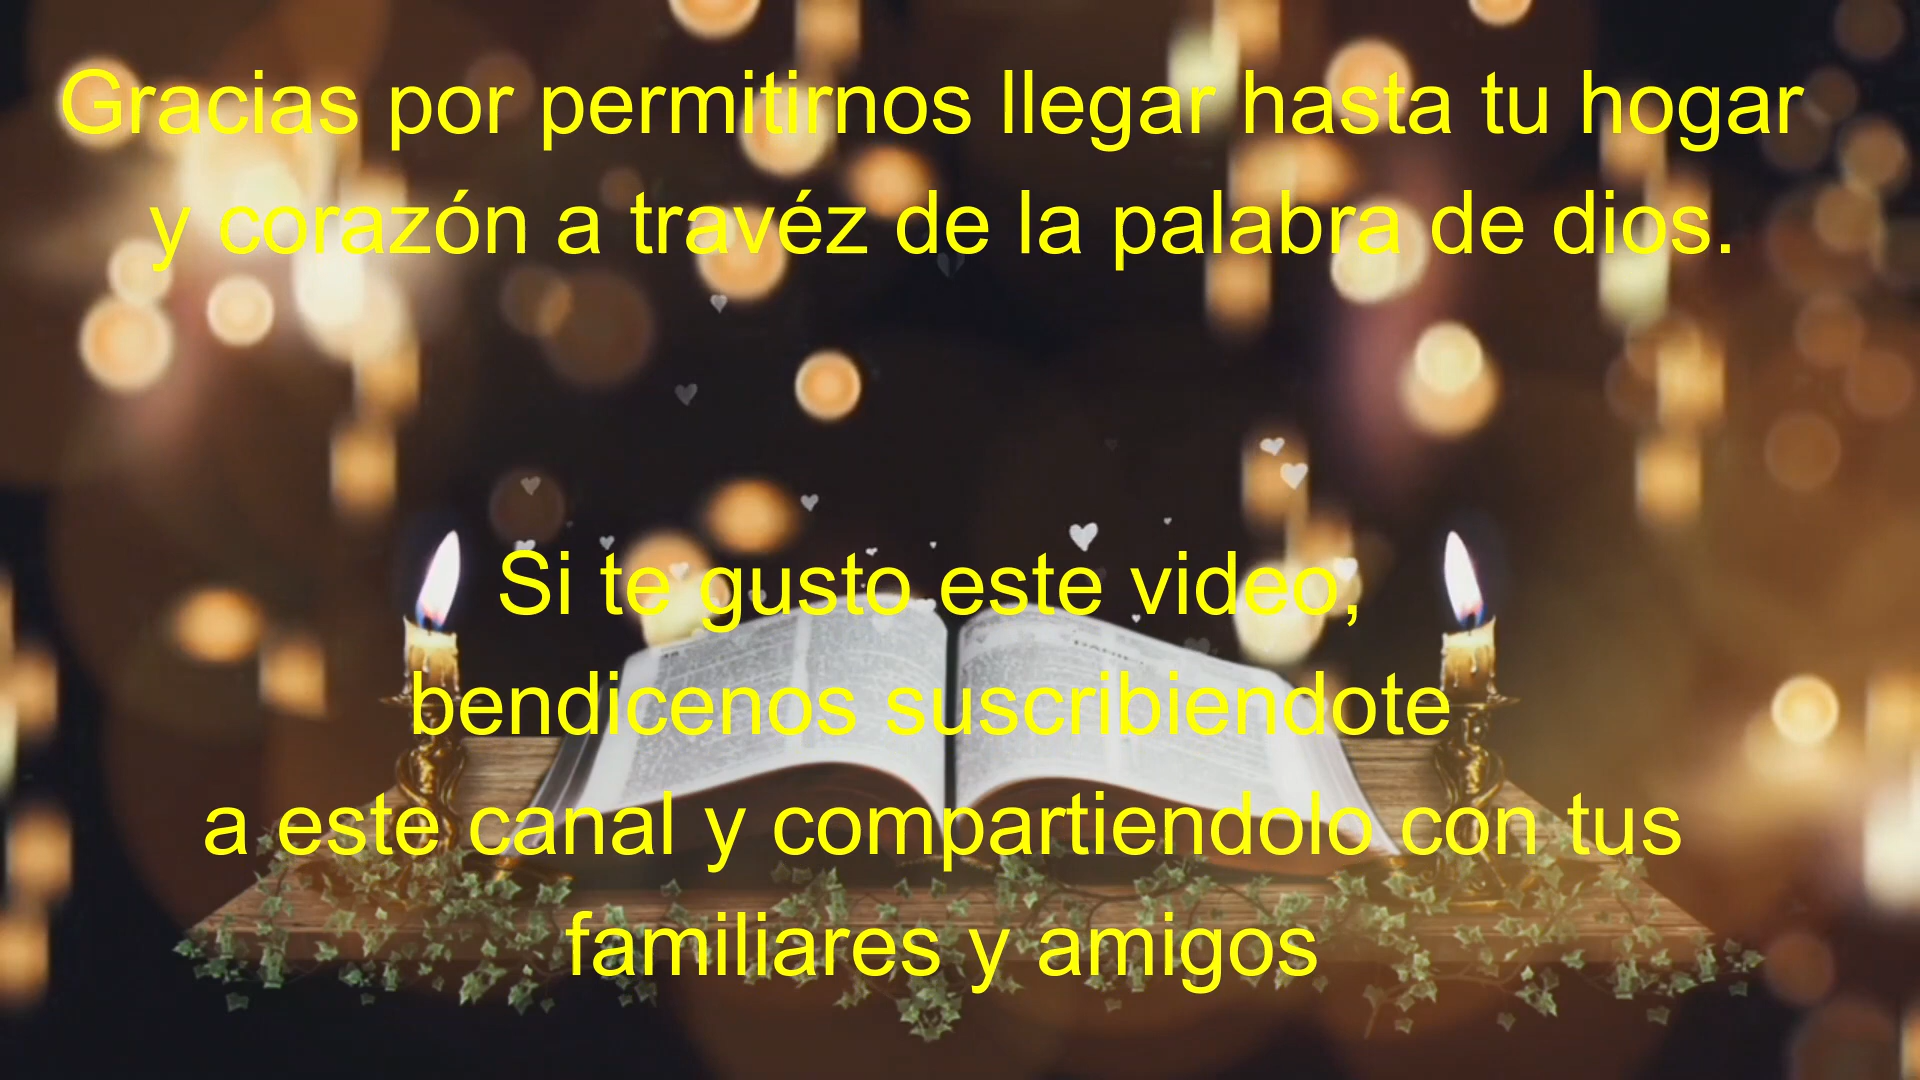 Gracias por permitirnos llegar hasta tu hogar
y corazón a travéz de la palabra de dios.
Si te gusto este video,
bendicenos suscribiendote
a este canal y compartiendolo con tus
familiares y amigos